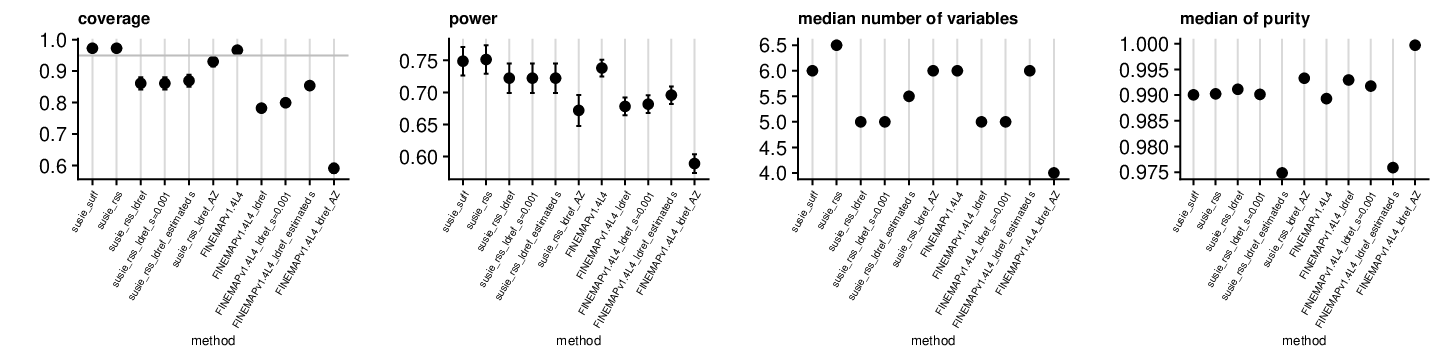 coverage
1.0
0.9
0.8
0.7
0.6
susie_suff
susie_rss
susie_rss_ldref
susie_rss_ldref_s=0.001
susie_rss_ldref_estimated s
susie_rss_ldref_AZ
FINEMAPv1.4L4
FINEMAPv1.4L4_ldref
FINEMAPv1.4L4_ldref_s=0.001
FINEMAPv1.4L4_ldref_estimated s
FINEMAPv1.4L4_ldref_AZ
method
power
0.75
0.70
0.65
0.60
susie_suff
susie_rss
susie_rss_ldref
susie_rss_ldref_s=0.001
susie_rss_ldref_estimated s
susie_rss_ldref_AZ
FINEMAPv1.4L4
FINEMAPv1.4L4_ldref
FINEMAPv1.4L4_ldref_s=0.001
FINEMAPv1.4L4_ldref_estimated s
FINEMAPv1.4L4_ldref_AZ
method
median number of variables
6.5
6.0
5.5
5.0
4.5
4.0
susie_suff
susie_rss
susie_rss_ldref
susie_rss_ldref_s=0.001
susie_rss_ldref_estimated s
susie_rss_ldref_AZ
FINEMAPv1.4L4
FINEMAPv1.4L4_ldref
FINEMAPv1.4L4_ldref_s=0.001
FINEMAPv1.4L4_ldref_estimated s
FINEMAPv1.4L4_ldref_AZ
method
median of purity
1.000
0.995
0.990
0.985
0.980
0.975
susie_suff
susie_rss
susie_rss_ldref
susie_rss_ldref_s=0.001
susie_rss_ldref_estimated s
susie_rss_ldref_AZ
FINEMAPv1.4L4
FINEMAPv1.4L4_ldref
FINEMAPv1.4L4_ldref_s=0.001
FINEMAPv1.4L4_ldref_estimated s
FINEMAPv1.4L4_ldref_AZ
method